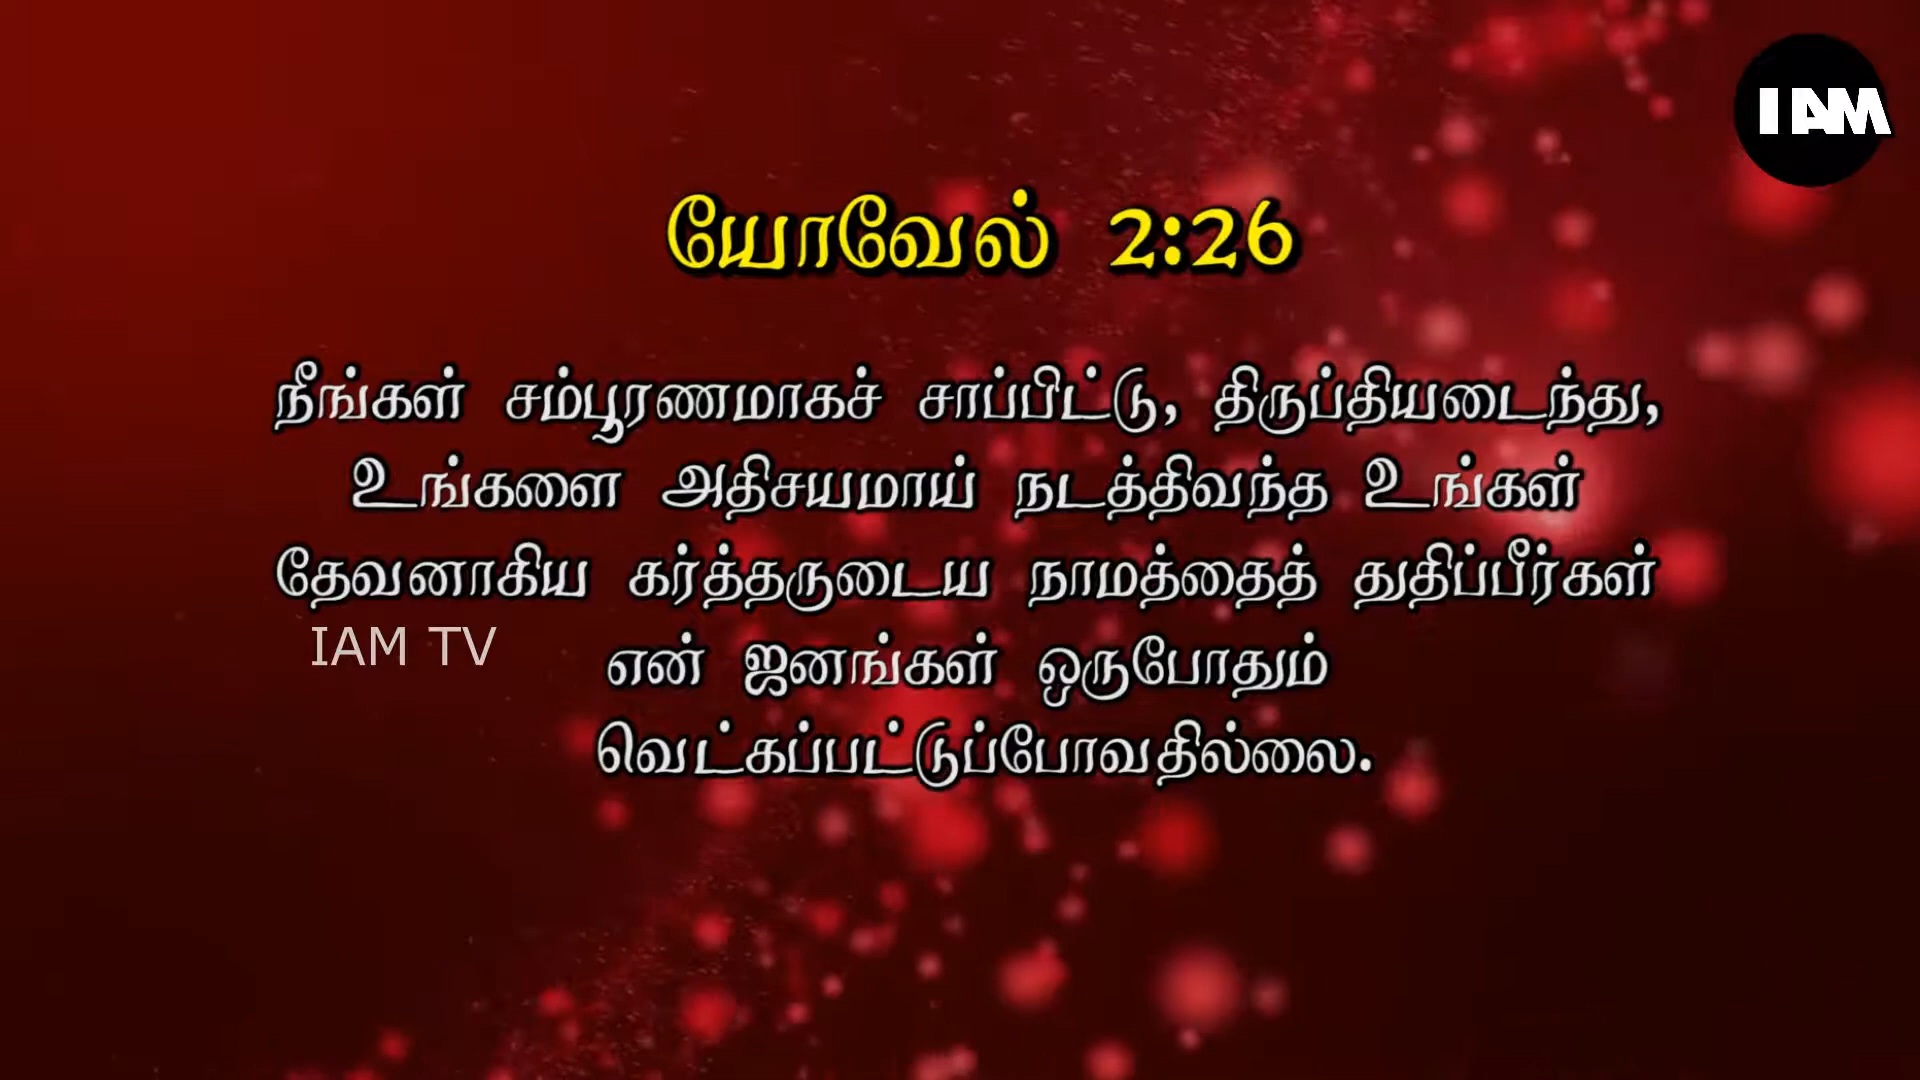 I AM
யோவேல் 2:26
நீங்கள் சம்பூரணமாகச் சாப்பிட்டு, திருப்தியடைந்து,
உங்களை அதிசயமாய் நடத்திவந்த உங்கள்
தேவனாகிய கர்த்தருடைய நாமத்தைத் துதிப்பீர்கள்
என் ஜனங்கள் ஒருபோதும்
வெட்கப்பட்டுப்போவதில்லை.
IAM TV